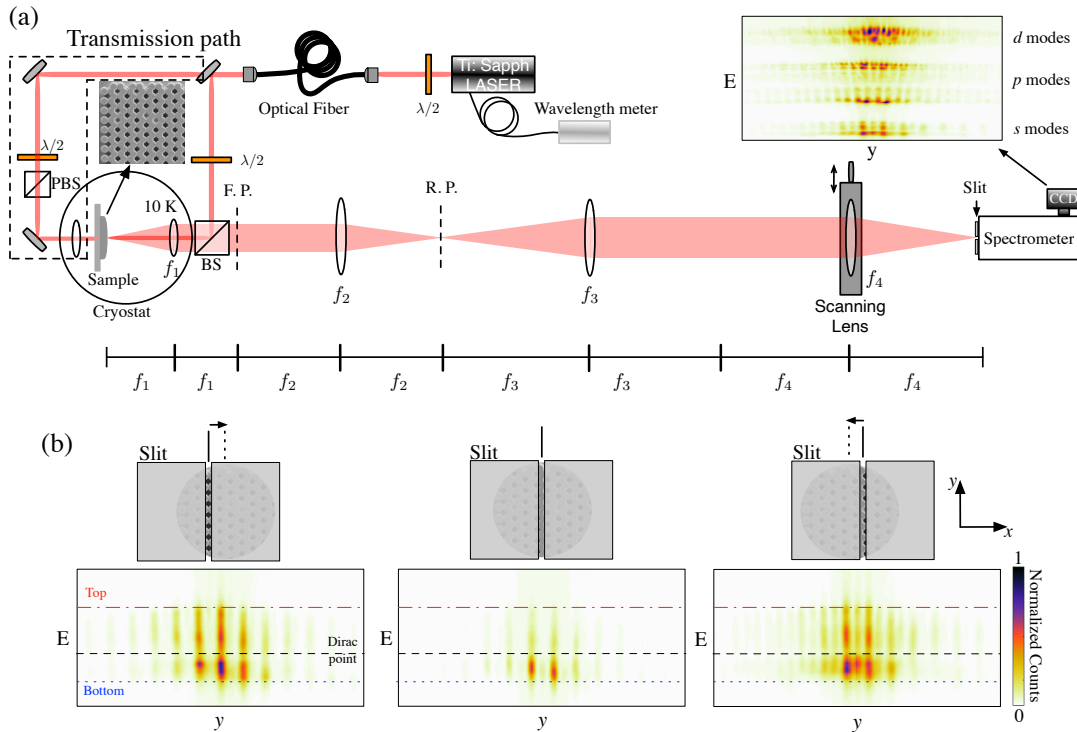 (a)
Transmission path
Optical Fiber
λ/2
Ti: Sapph
LASER
Wavelength meter
E
d modes
p modes
s modes
y
λ/2
λ/2
PBS
F. P.
R. P.
10 K
Slit
CCD
Spectrometer
f₁
BS
Sample
Cryostat
f₂
f₃
f₄
Scanning
Lens
f₁ f₁ f₂ f₂ f₃ f₃ f₄ f₄
(b)
Slit
Slit
Slit
y
x
Top
E
Dirac
point
Bottom
y
E
y
E
y
1
Normalized Counts
0